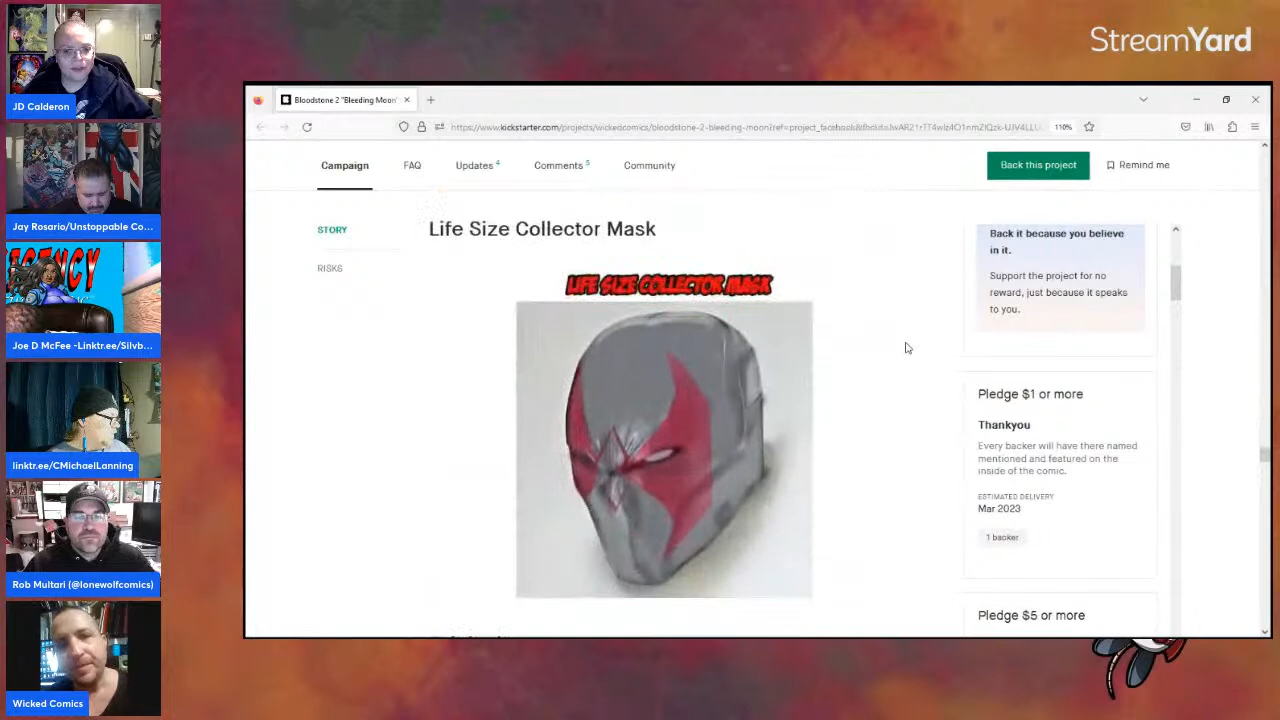 StreamYard
JD Calderon
Jay Rosario/Unstoppable Co...
GENCY
Joe D McFee -Linktr.ee/Silvb...
linktr.ee/CMichaelLanning
Rob Multari (@lonewolfcomics)
Wicked Comics
Bloodstone 2 "Bleeding Moon"
110%
Campaign
FAQ
Updates 4
Comments 5
Community
Back this project
Remind me
STORY
RISKS
Life Size Collector Mask
LIFE SIZE COLLECTOR MASK
Back it because you believe
in it.
Support the project for no
reward, just because it speaks
to you.
Pledge $1 or more
Thankyou
Every backer will have there named
mentioned and featured on the
inside of the comic.
ESTIMATED DELIVERY
Mar 2023
1 backer
Pledge $5 or more